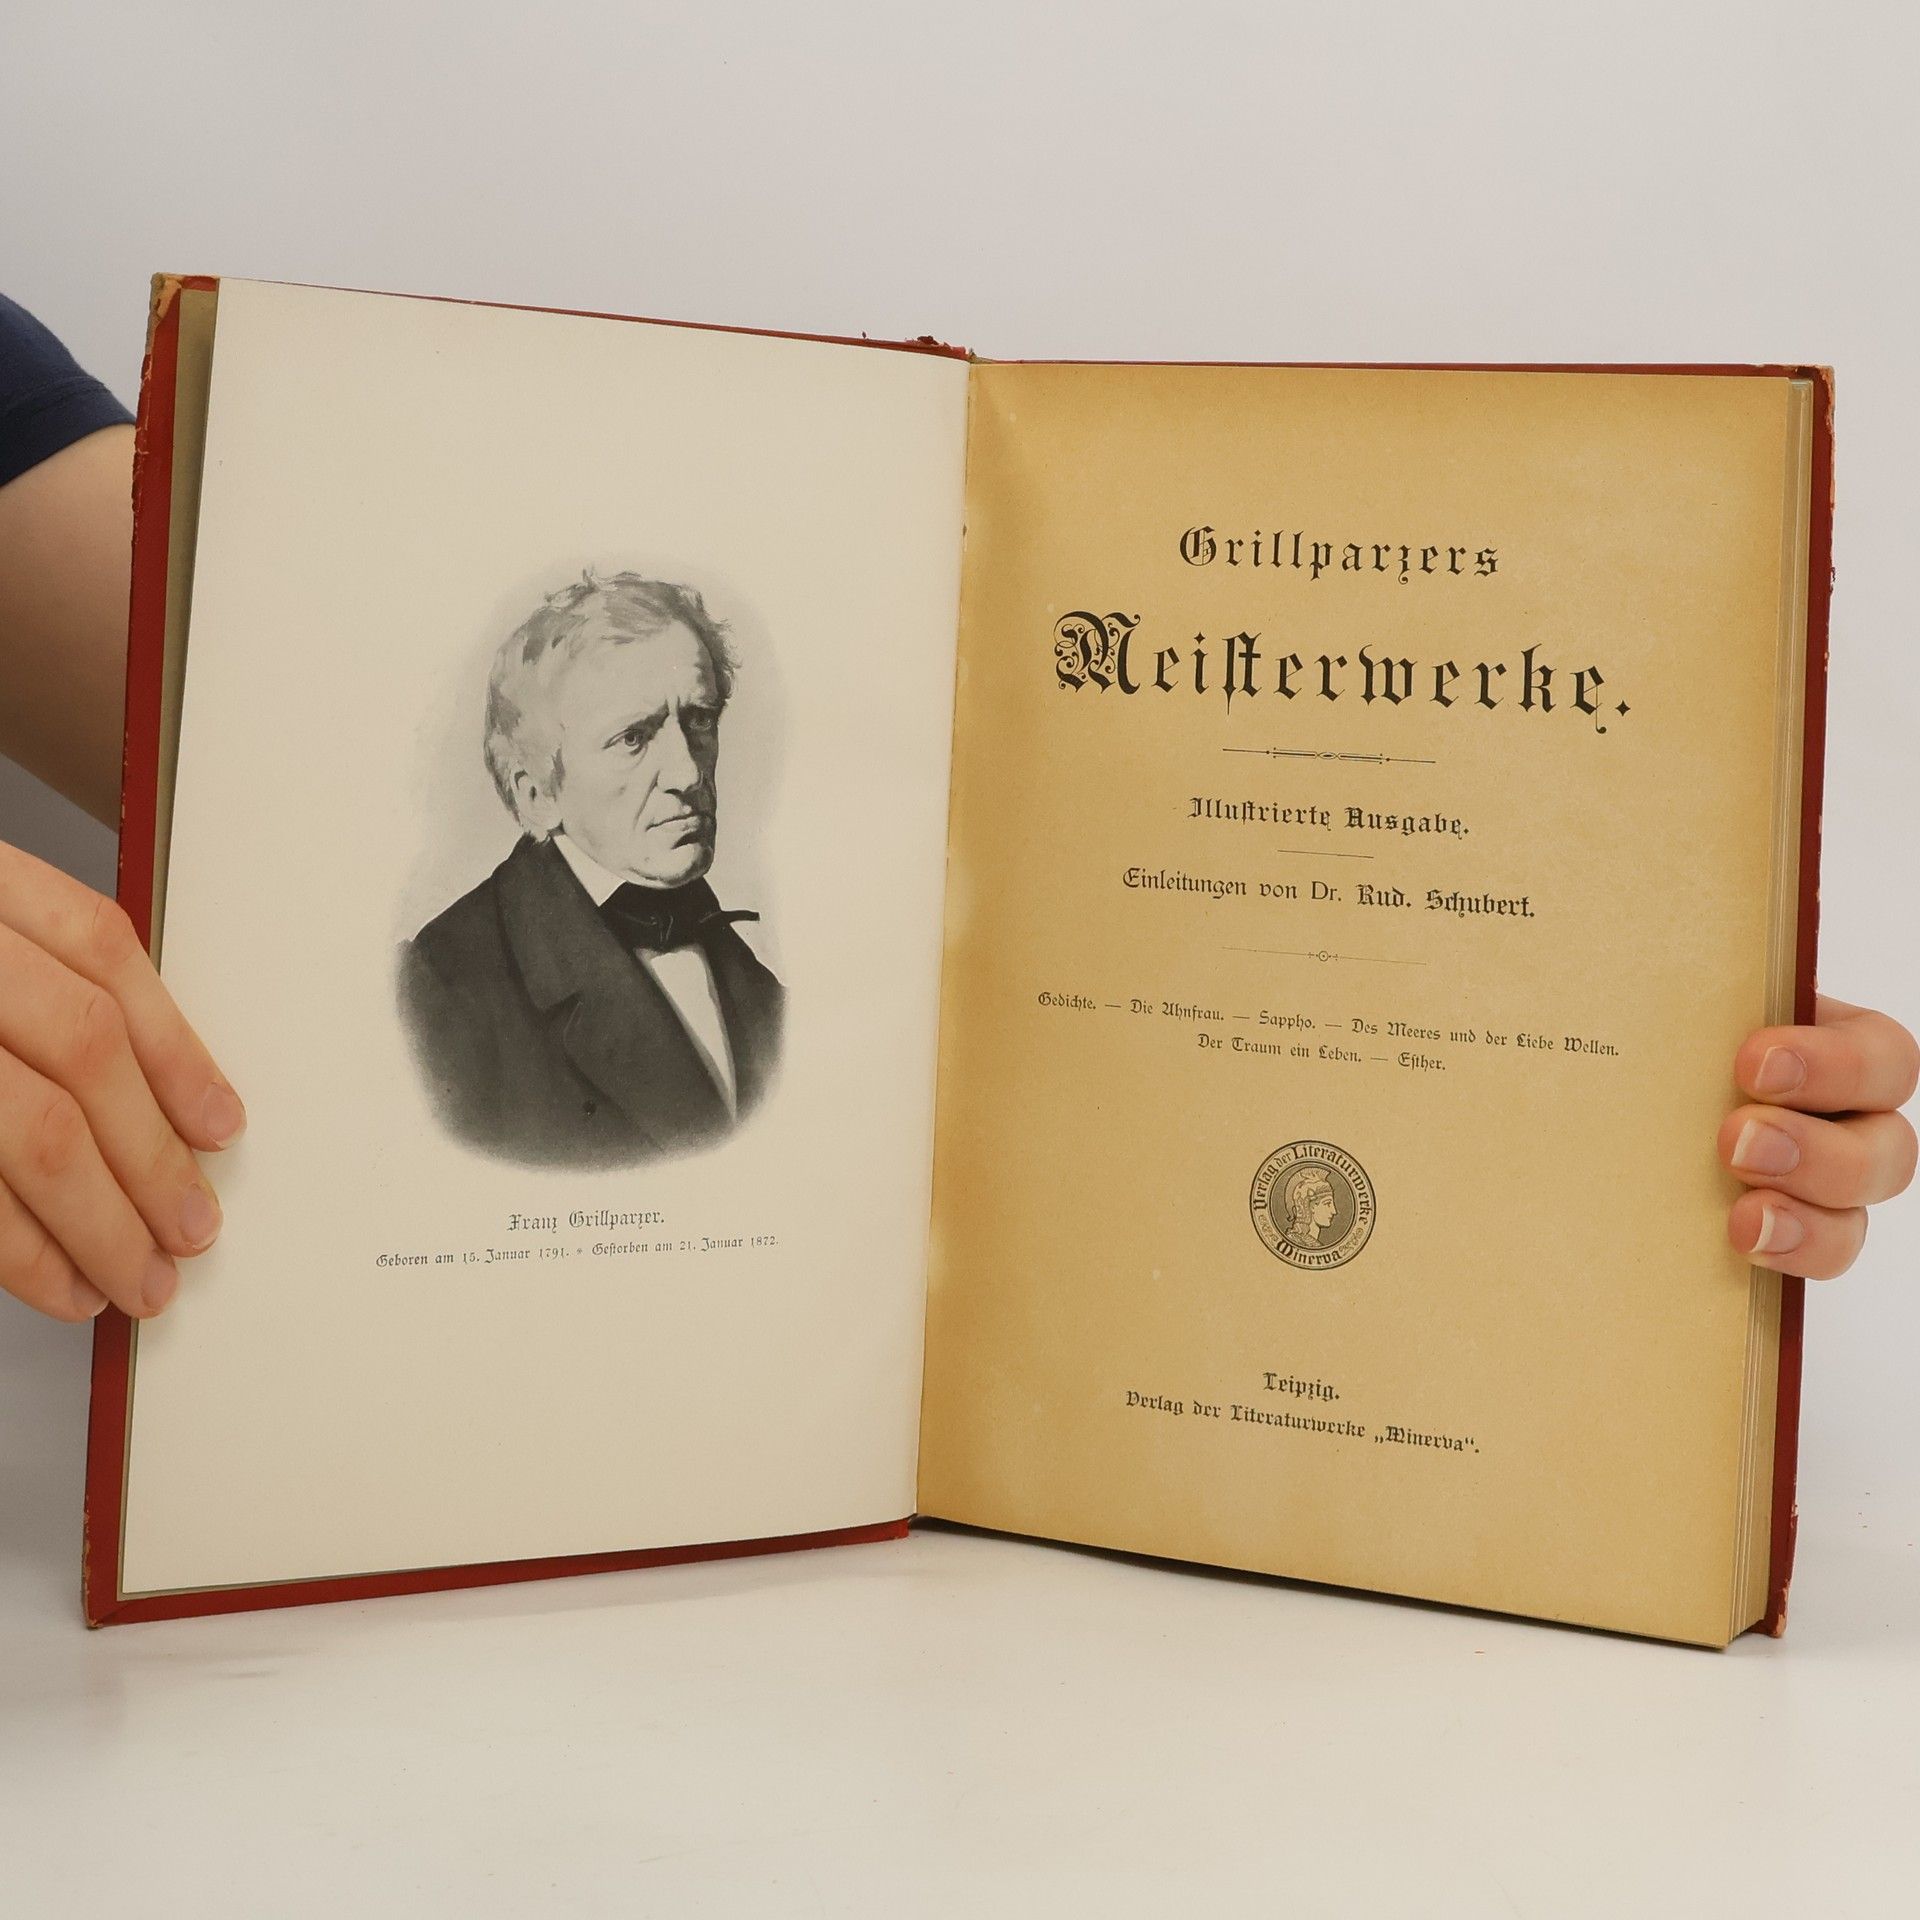 Franz Grillparzer.
Geboren am 15. Januar 1791. * Gestorben am 21. Januar 1872.
Grillparzers
Meiſterwerke.
Illuſtrierte Ausgabe.
Einleitungen von Dr. Rud. Schubert.
Gedichte. — Die Ahnfrau. — Sappho. — Des Meeres und der Liebe Wellen.
Der Traum ein Leben. — Eſther.
Verlag der Literaturwerke
Minerva
Leipzig.
Verlag der Literaturwerke „Minerva“.